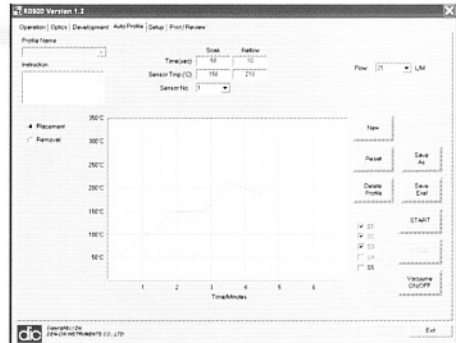 RD500 Version 1.2
Operation | Optics | Development | Auto Profile | Setup | Print/Review
Profile Name
Instruction
Soak Reflow
Time(sec) 60 10
Sensor Tmp.(°C) 150 210
Sensor No. 1
Flow 25 L/M
Placement
Removal
350°C
300°C
250°C
200°C
150°C
100°C
50°C
1 2 3 4 5 6
Time/Minutes
New
Reset
Save As
Delete Profile
Save Exit
START
S1
S2
S3
S4
S5
Vacuume ON/OFF
dic
DEN-ON INSTRUMENTS CO., LTD
Exit